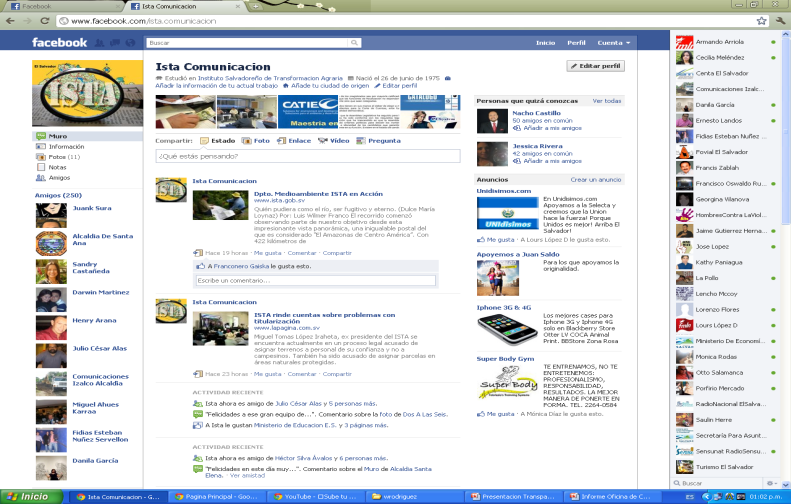 Facebook
Ista Comunicacion
www.facebook.com/ista.comunicacion
facebook
Buscar
Inicio Perfil Cuenta
El Salvador
ISTA
Muro
Información
Fotos (11)
Notas
Amigos
Amigos (250)
Juank Sura
Alcaldia De Santa
Ana
Sandry
Castañeda
Darwin Martinez
Henry Arana
Julio César Alas
Comunicaciones
Izalco Alcaldia
Miguel Ahues
Karraa
Fidias Esteban
Nuñez Servellon
Danila García
Ista Comunicacion
Editar perfil
Estudió en Instituto Salvadoreño de Transformacion Agraria Nació el 26 de junio de 1975
Añadir la información de tu actual trabajo Añade tu ciudad de origen Editar perfil
CATIE
Maestría en
CATALOGO
Compartir: Estado Foto Enlace Vídeo Pregunta
¿Qué estás pensando?
Ista Comunicacion
Dpto. Medioambiente ISTA en Acción
www.ista.gob.sv
Quién pudiera como el río, ser fugitivo y eterno. (Dulce María
Loynaz) Por: Luis Wilmer Franco El recorrido comenzó
observando parte de nuestro objetivo desde esta
impresionante vista panorámica, una inigualable postal del
que es considerado "El Amazonas de Centro América". Con
422 kilómetros de
Hace 19 horas · Me gusta · Comentar · Compartir
A Franconero Gaiska le gusta esto.
Escribe un comentario...
Ista Comunicacion
ISTA rinde cuentas sobre problemas con
titularización
www.lapagina.com.sv
Miguel Tomas López Iraheta, ex presidente del ISTA se
encuentra actualmente en un proceso legal acusado de
asignar terrenos a personal de su confianza y no a
campesinos. También ha sido acusado de asignar parcelas en
áreas naturales protegidas.
Hace 23 horas · Me gusta · Comentar · Compartir
ACTIVIDAD RECIENTE
Ista ahora es amigo de Julio César Alas y 5 personas más.
"Felicidades a ese gran equipo de...". Comentario sobre la foto de Dos A Las Seis.
A Ista le gustan Ministerio de Educacion E.S. y 3 páginas más.
ACTIVIDAD RECIENTE
Ista ahora es amigo de Héctor Silva Ávalos y 6 personas más.
"Felicidades en este día muy...". Comentario sobre el Muro de Alcaldia Santa
Elena. · Ver amistad
Personas que quizá conozcas Ver todas
Nacho Castillo
50 amigos en común
Añadir a mis amigos
Jessica Rivera
42 amigos en común
Añadir a mis amigos
Anuncios Crear un anuncio
Unidisimos.com
UNidisimos
En Unidisimos.com
Apoyamos a la Selecta y
creemos que la Union
hace la Fuerza! Porque
Unidos es mejor! Arriba El
Salvador!
Me gusta · A Lours López D le gusta esto.
Apoyemos a Juan Saldo
Para los que apoyamos la
originalidad.
Iphone 3G & 4G
Los mejores cases para
Iphone 3G y Iphone 4G
solo en Blackberry Store
Otter LV COCA Animal
Print. BBStore Zona Rosa
Super Body Gym
Super Body
TE ENTRENAMOS, NO TE
ENTRETENEMOS:
PROFESIONALISMO,
RESPONSABILIDAD,
RESULTADOS. LA MEJOR
MANERA DE PONERTE EN
FORMA. TEL. 2264-0584
Me gusta · A Mónica Díaz le gusta esto.
Armando Arriola
Cecilia Meléndez
Centa El Salvador
Comunicaciones Izalc...
Danila García
Ernesto Landos
Fidias Esteban Nuñez ...
Fovial El Salvador
Francis Zablah
Francisco Oswaldo Ru...
Georgina Vilanova
HombresContra LaViol...
Jaime Gutierrez Herna...
Jose Lopez
Kathy Paniagua
La Pollo
Lencho Mccoy
Lorenzo Flores
Lours López D
Ministerio De Economi...
Monica Rodas
Otto Salamanca
Porfirio Mercado
RadioNacional ElSalva...
Saulin Herre
Secretaría Para Asunt...
Sensunat RadioSensu...
Turismo El Salvador
Buscar
Inicio
Ista Comunicacion - G...
Pagina Principal - Goo...
YouTube - ElSube tu ...
wrodriguez
Presentacion Transpa...
Informe Oficina de C...
ES
01:02 p.m.